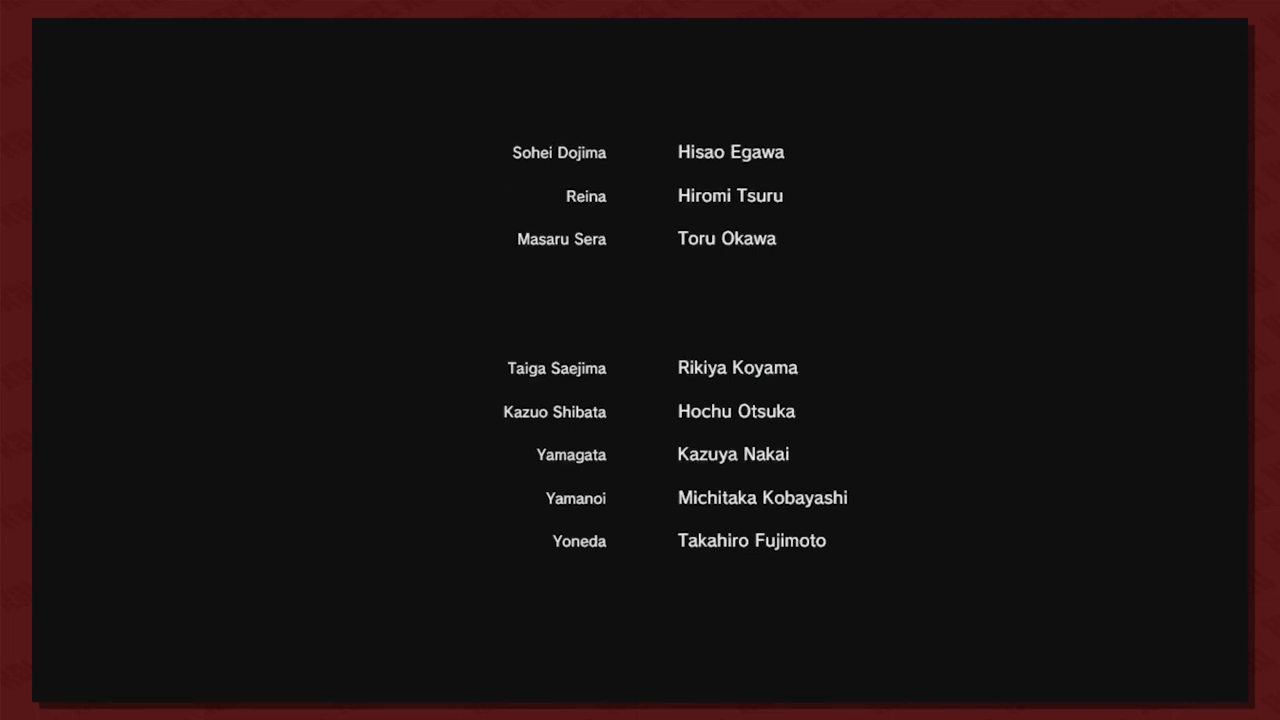 Sohei Dojima Hisao Egawa
Reina Hiromi Tsuru
Masaru Sera Toru Okawa
Taiga Saejima Rikiya Koyama
Kazuo Shibata Hochu Otsuka
Yamagata Kazuya Nakai
Yamanoi Michitaka Kobayashi
Yoneda Takahiro Fujimoto